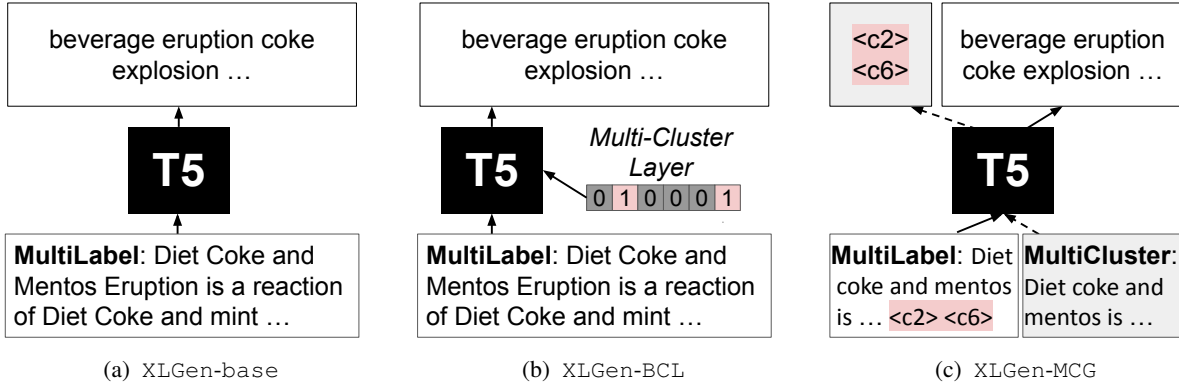 beverage eruption coke
explosion …
T5
MultiLabel: Diet Coke and
Mentos Eruption is a reaction
of Diet Coke and mint …
(a) XLGen-base
beverage eruption coke
explosion …
T5
Multi-Cluster
Layer
0 1 0 0 0 1
MultiLabel: Diet Coke and
Mentos Eruption is a reaction
of Diet Coke and mint …
(b) XLGen-BCL
<c2>
<c6>
beverage eruption
coke explosion …
T5
MultiLabel: Diet
coke and mentos
is … <c2> <c6>
MultiCluster:
Diet coke and
mentos is …
(c) XLGen-MCG